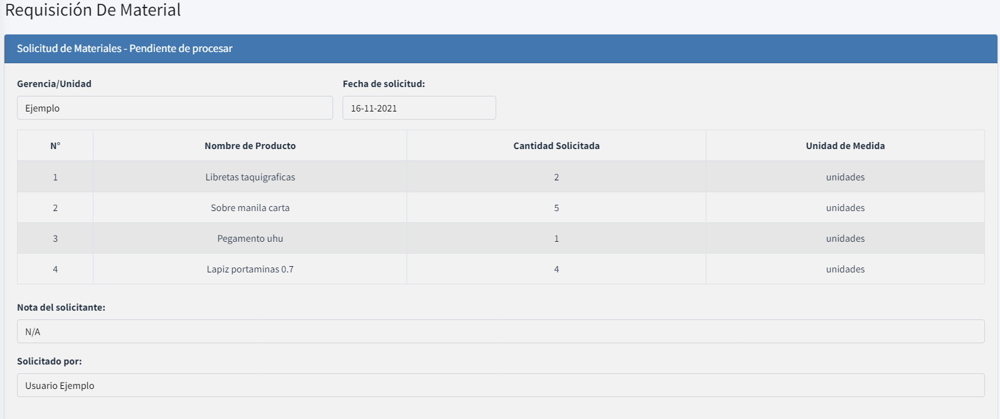 Requisición De Material
Solicitud de Materiales - Pendiente de procesar
Gerencia/Unidad Fecha de solicitud:
Ejemplo 16-11-2021
N° Nombre de Producto Cantidad Solicitada Unidad de Medida
1 Libretas taquigraficas 2 unidades
2 Sobre manila carta 5 unidades
3 Pegamento uhu 1 unidades
4 Lapiz portaminas 0.7 4 unidades
Nota del solicitante:
N/A
Solicitado por:
Usuario Ejemplo